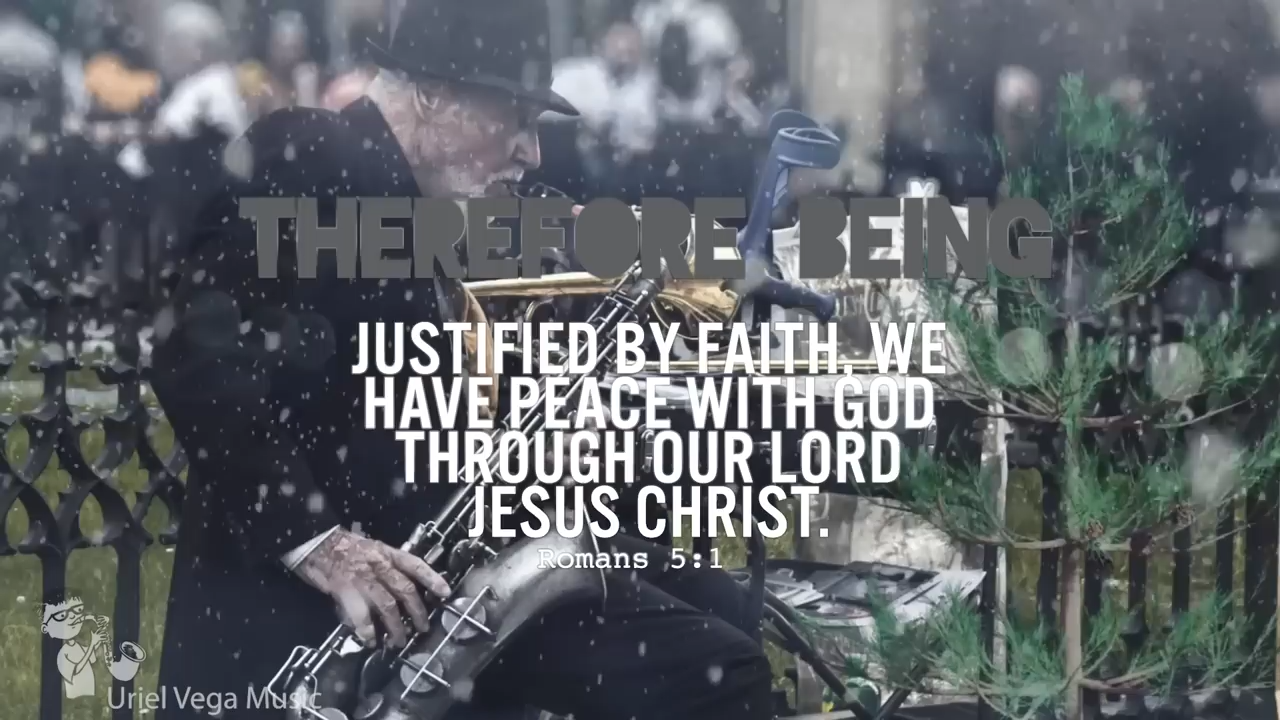 THEREFORE BEING
JUSTIFIED BY FAITH, WE
HAVE PEACE WITH GOD
THROUGH OUR LORD
JESUS CHRIST.
Romans 5:1
Uriel Vega Music